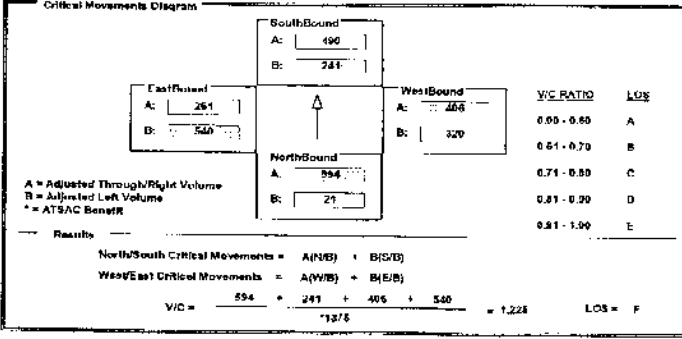 Critical Movements Diagram
SouthBound
A: 490
B: 241
EastBound
A: 261
B: 540
WestBound
A: 406
B: 320
NorthBound
A: 594
B: 21
V/C RATIO LOS
0.00 - 0.60 A
0.61 - 0.70 B
0.71 - 0.80 C
0.81 - 0.90 D
0.91 - 1.00 E
A = Adjusted Through/Right Volume
B = Adjusted Left Volume
* = ATSAC Benefit
Results
North/South Critical Movements = A(N/B) + B(S/B)
West/East Critical Movements = A(W/B) + B(E/B)
V/C = 594 + 241 + 406 + 540 = 1.225 LOS = F
*1375